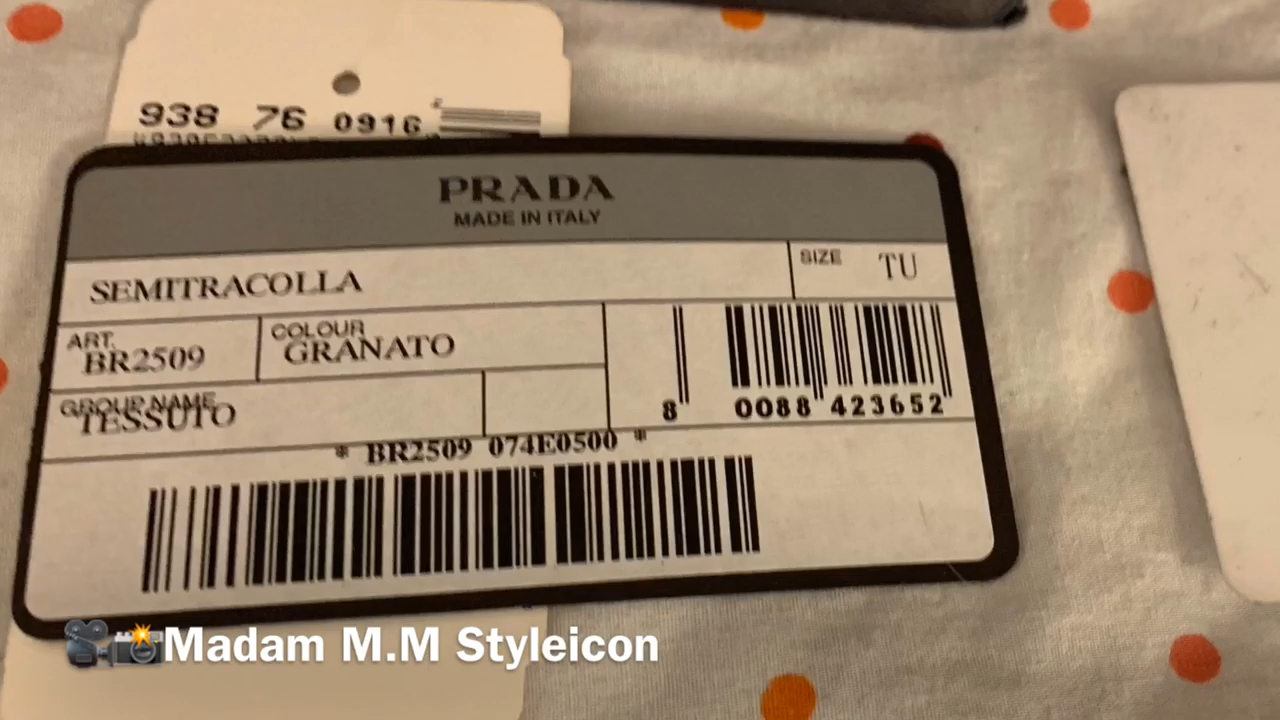 938 76 0916
PRADA
MADE IN ITALY
SEMITRACOLLA
SIZE TU
ART.
BR2509
COLOUR
GRANATO
GROUP NAME
TESSUTO
8 0088 423652
* BR2509 074E0500 *
Madam M.M Styleicon